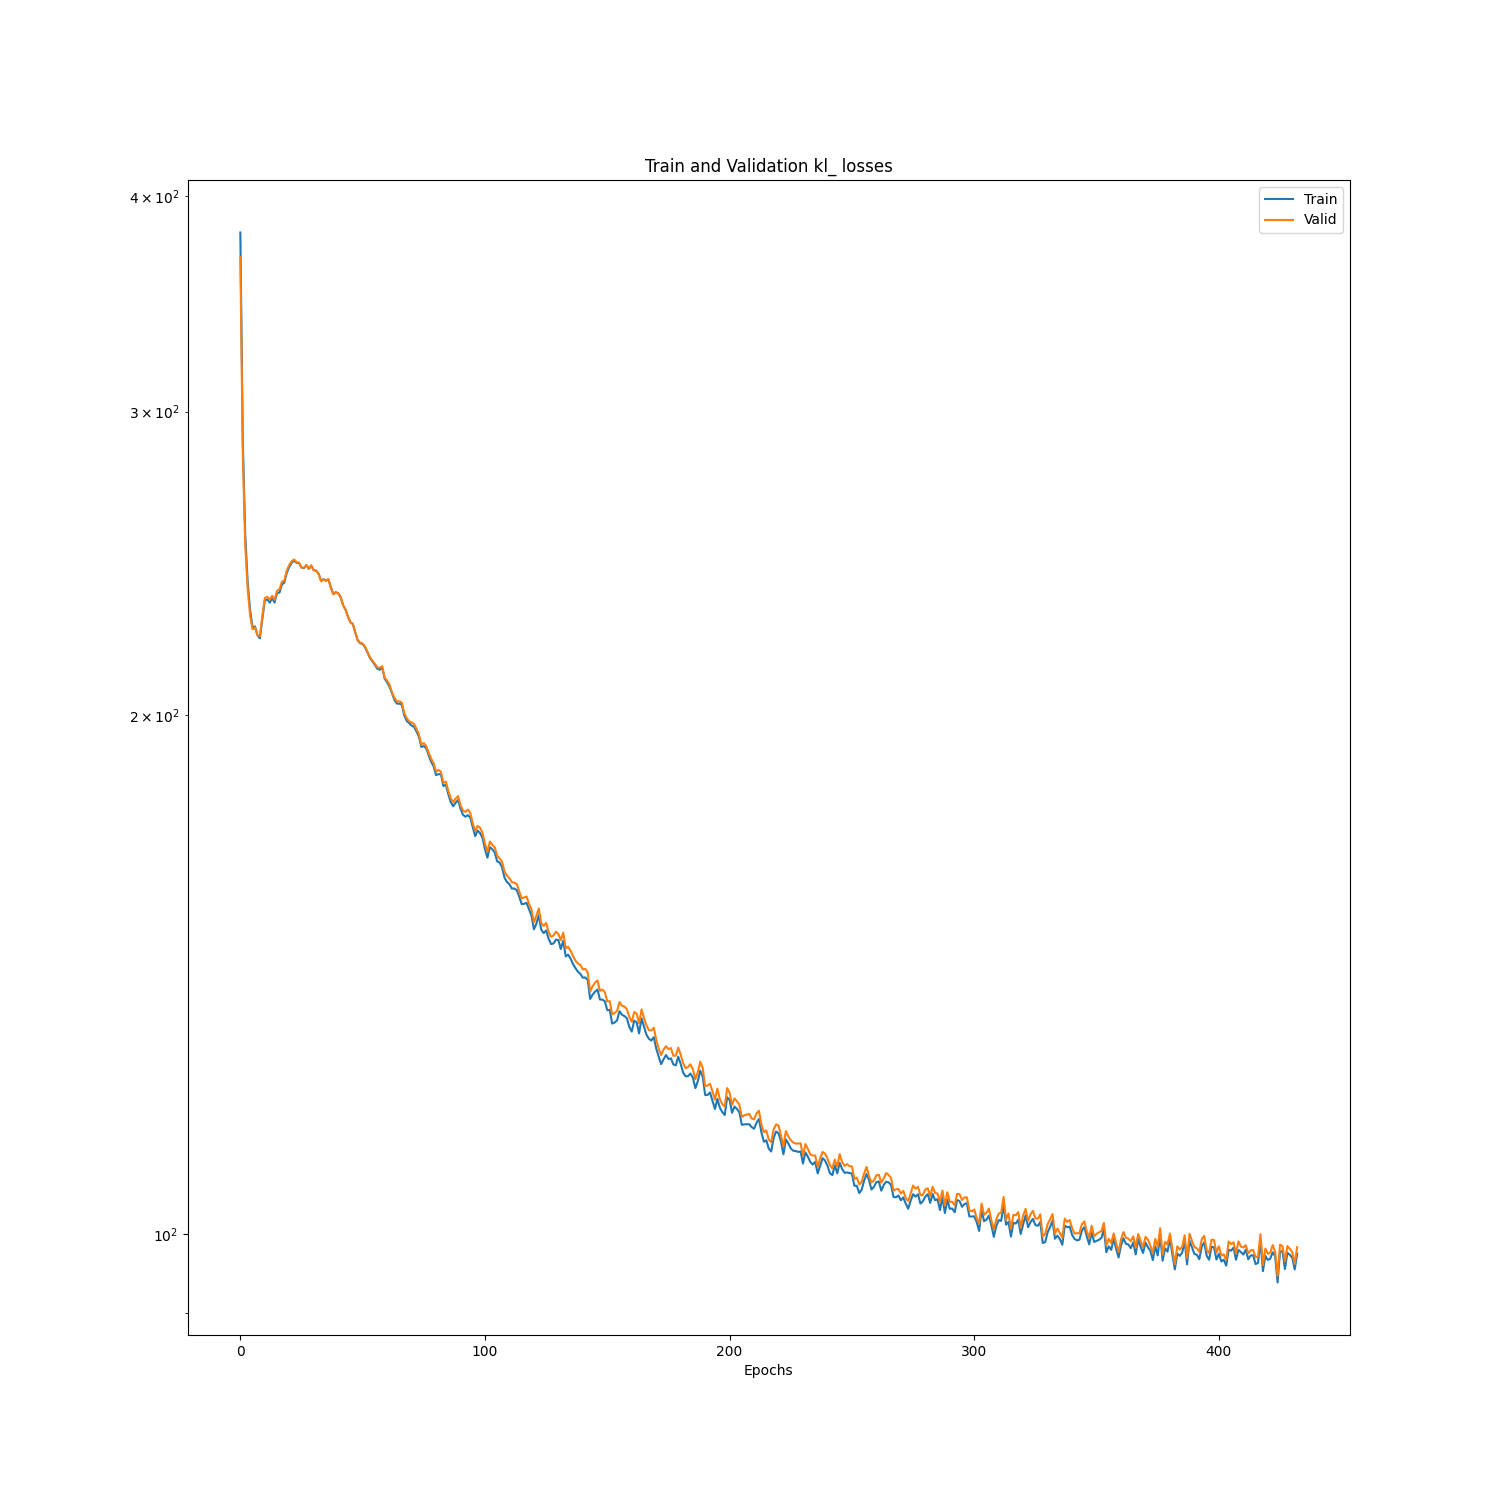 Train and Validation kl_ losses
4 × 10²
3 × 10²
2 × 10²
10²
Train
Valid
0
100
200
300
400
Epochs